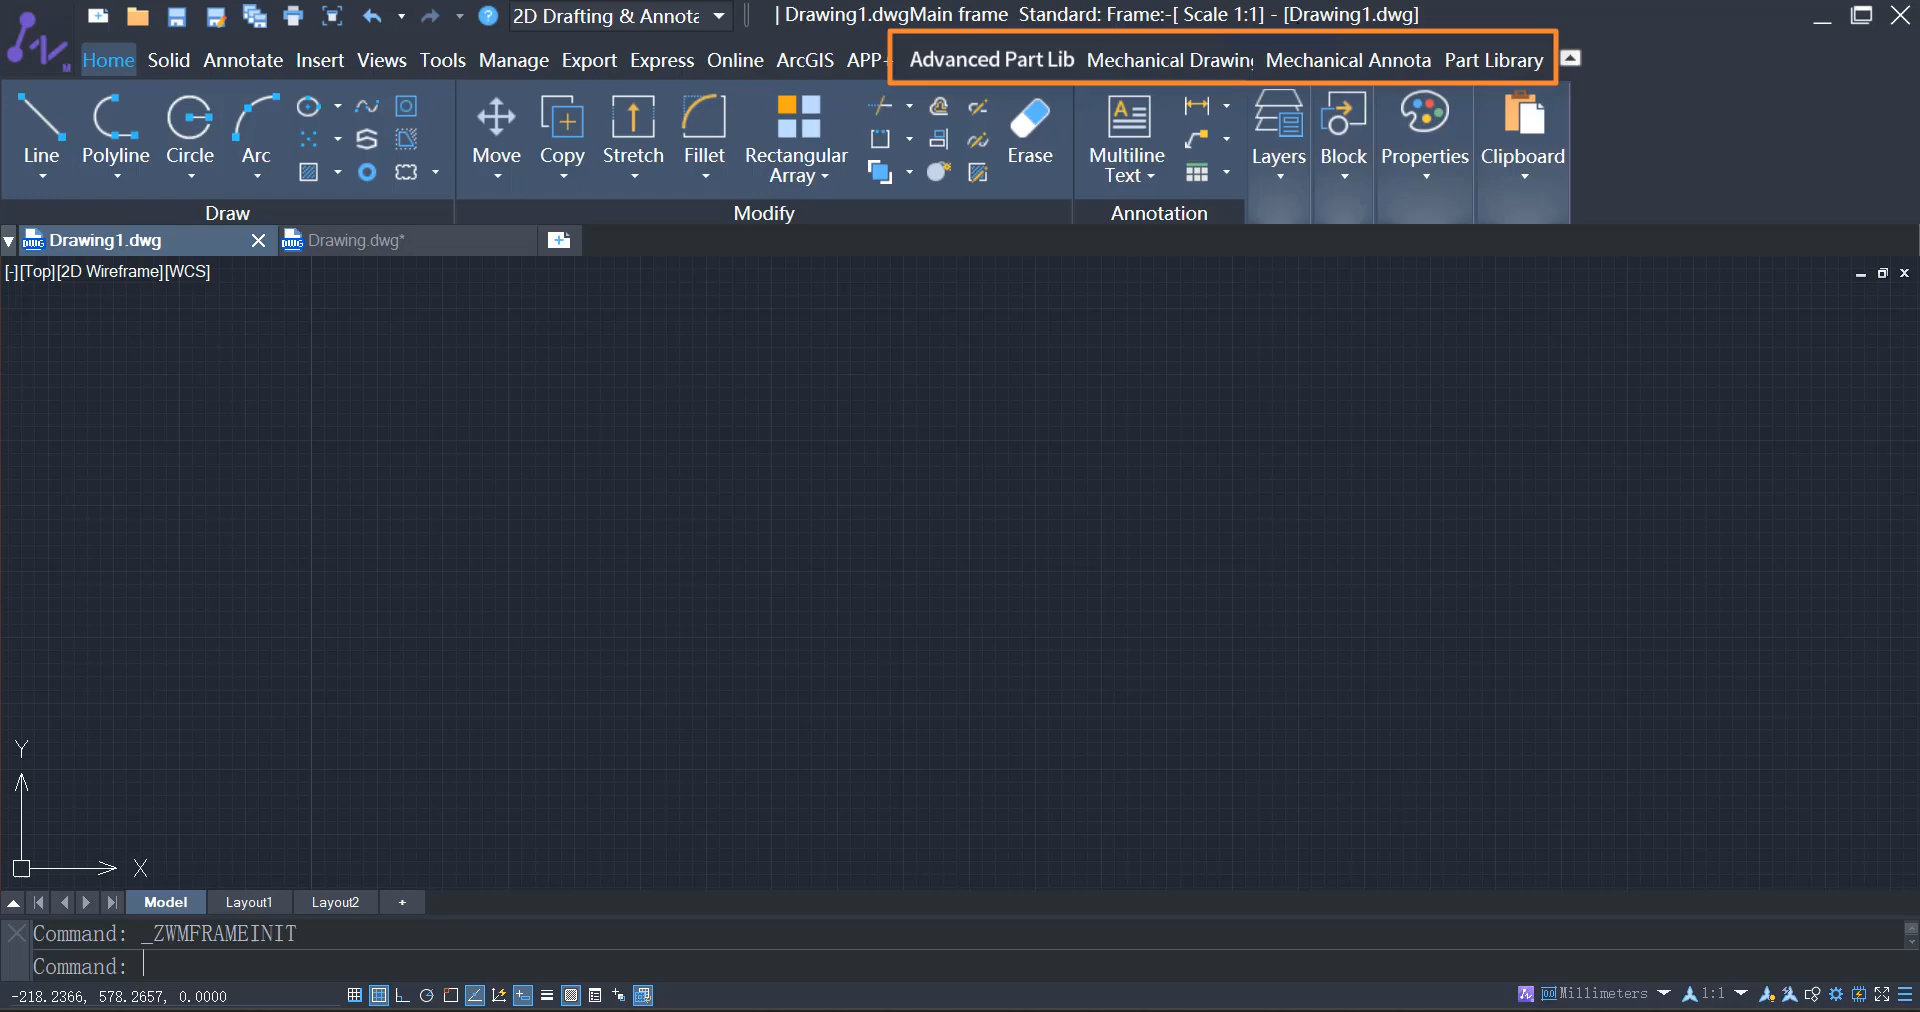 2D Drafting & Annota
| Drawing1.dwgMain frame Standard: Frame:-[ Scale 1:1] - [Drawing1.dwg]
Home Solid Annotate Insert Views Tools Manage Export Express Online ArcGIS APP+ Advanced Part Lib Mechanical Drawing Mechanical Annota Part Library
Line Polyline Circle Arc Move Copy Stretch Fillet Rectangular Array Erase Multiline Text Layers Block Properties Clipboard
Draw Modify Annotation
Drawing1.dwg Drawing.dwg*
[-][Top][2D Wireframe][WCS]
Y
X
Model Layout1 Layout2 +
Command: _ZWMFRAMEINIT
Command:
-218.2366, 578.2657, 0.0000 Millimeters 1:1